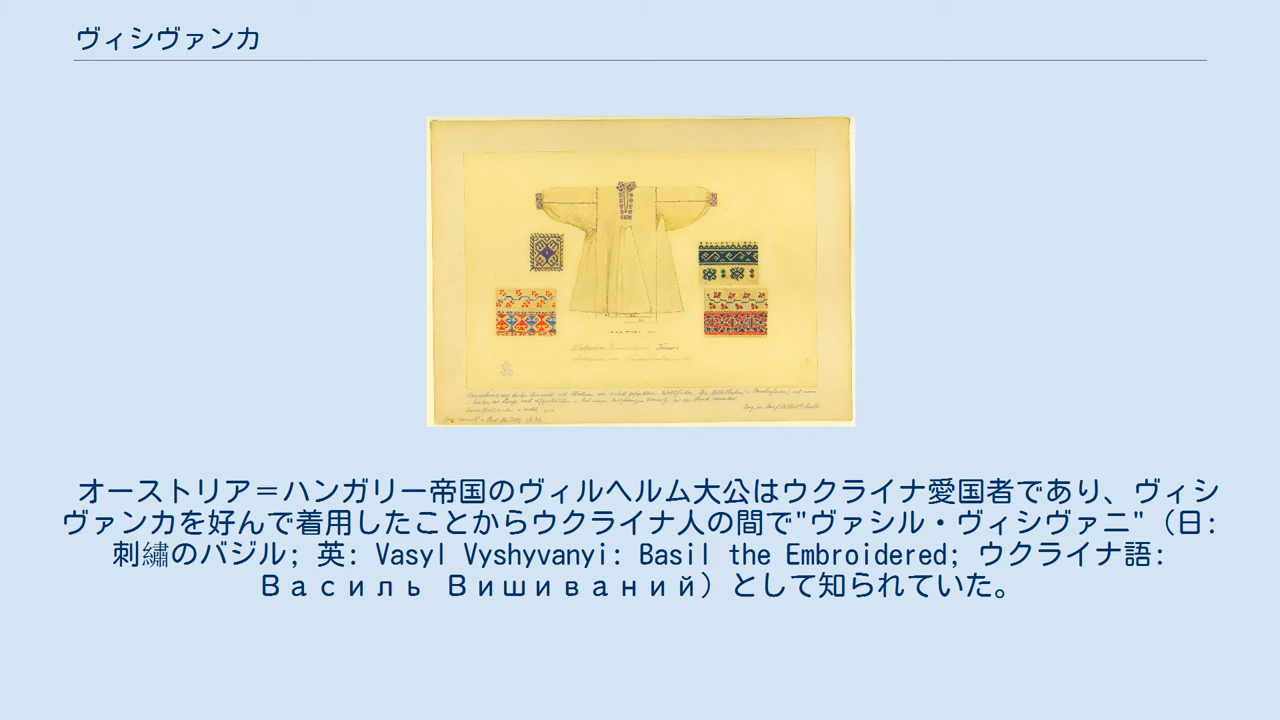 ヴィシヴァンカ
オーストリア＝ハンガリー帝国のヴィルヘルム大公はウクライナ愛国者であり、ヴィシ
ヴァンカを好んで着用したことからウクライナ人の間で"ヴァシル・ヴィシヴァニ"（日:
刺繡のバジル; 英: Vasyl Vyshyvanyi: Basil the Embroidered; ウクライナ語:
Василь Вишиваний）として知られていた。